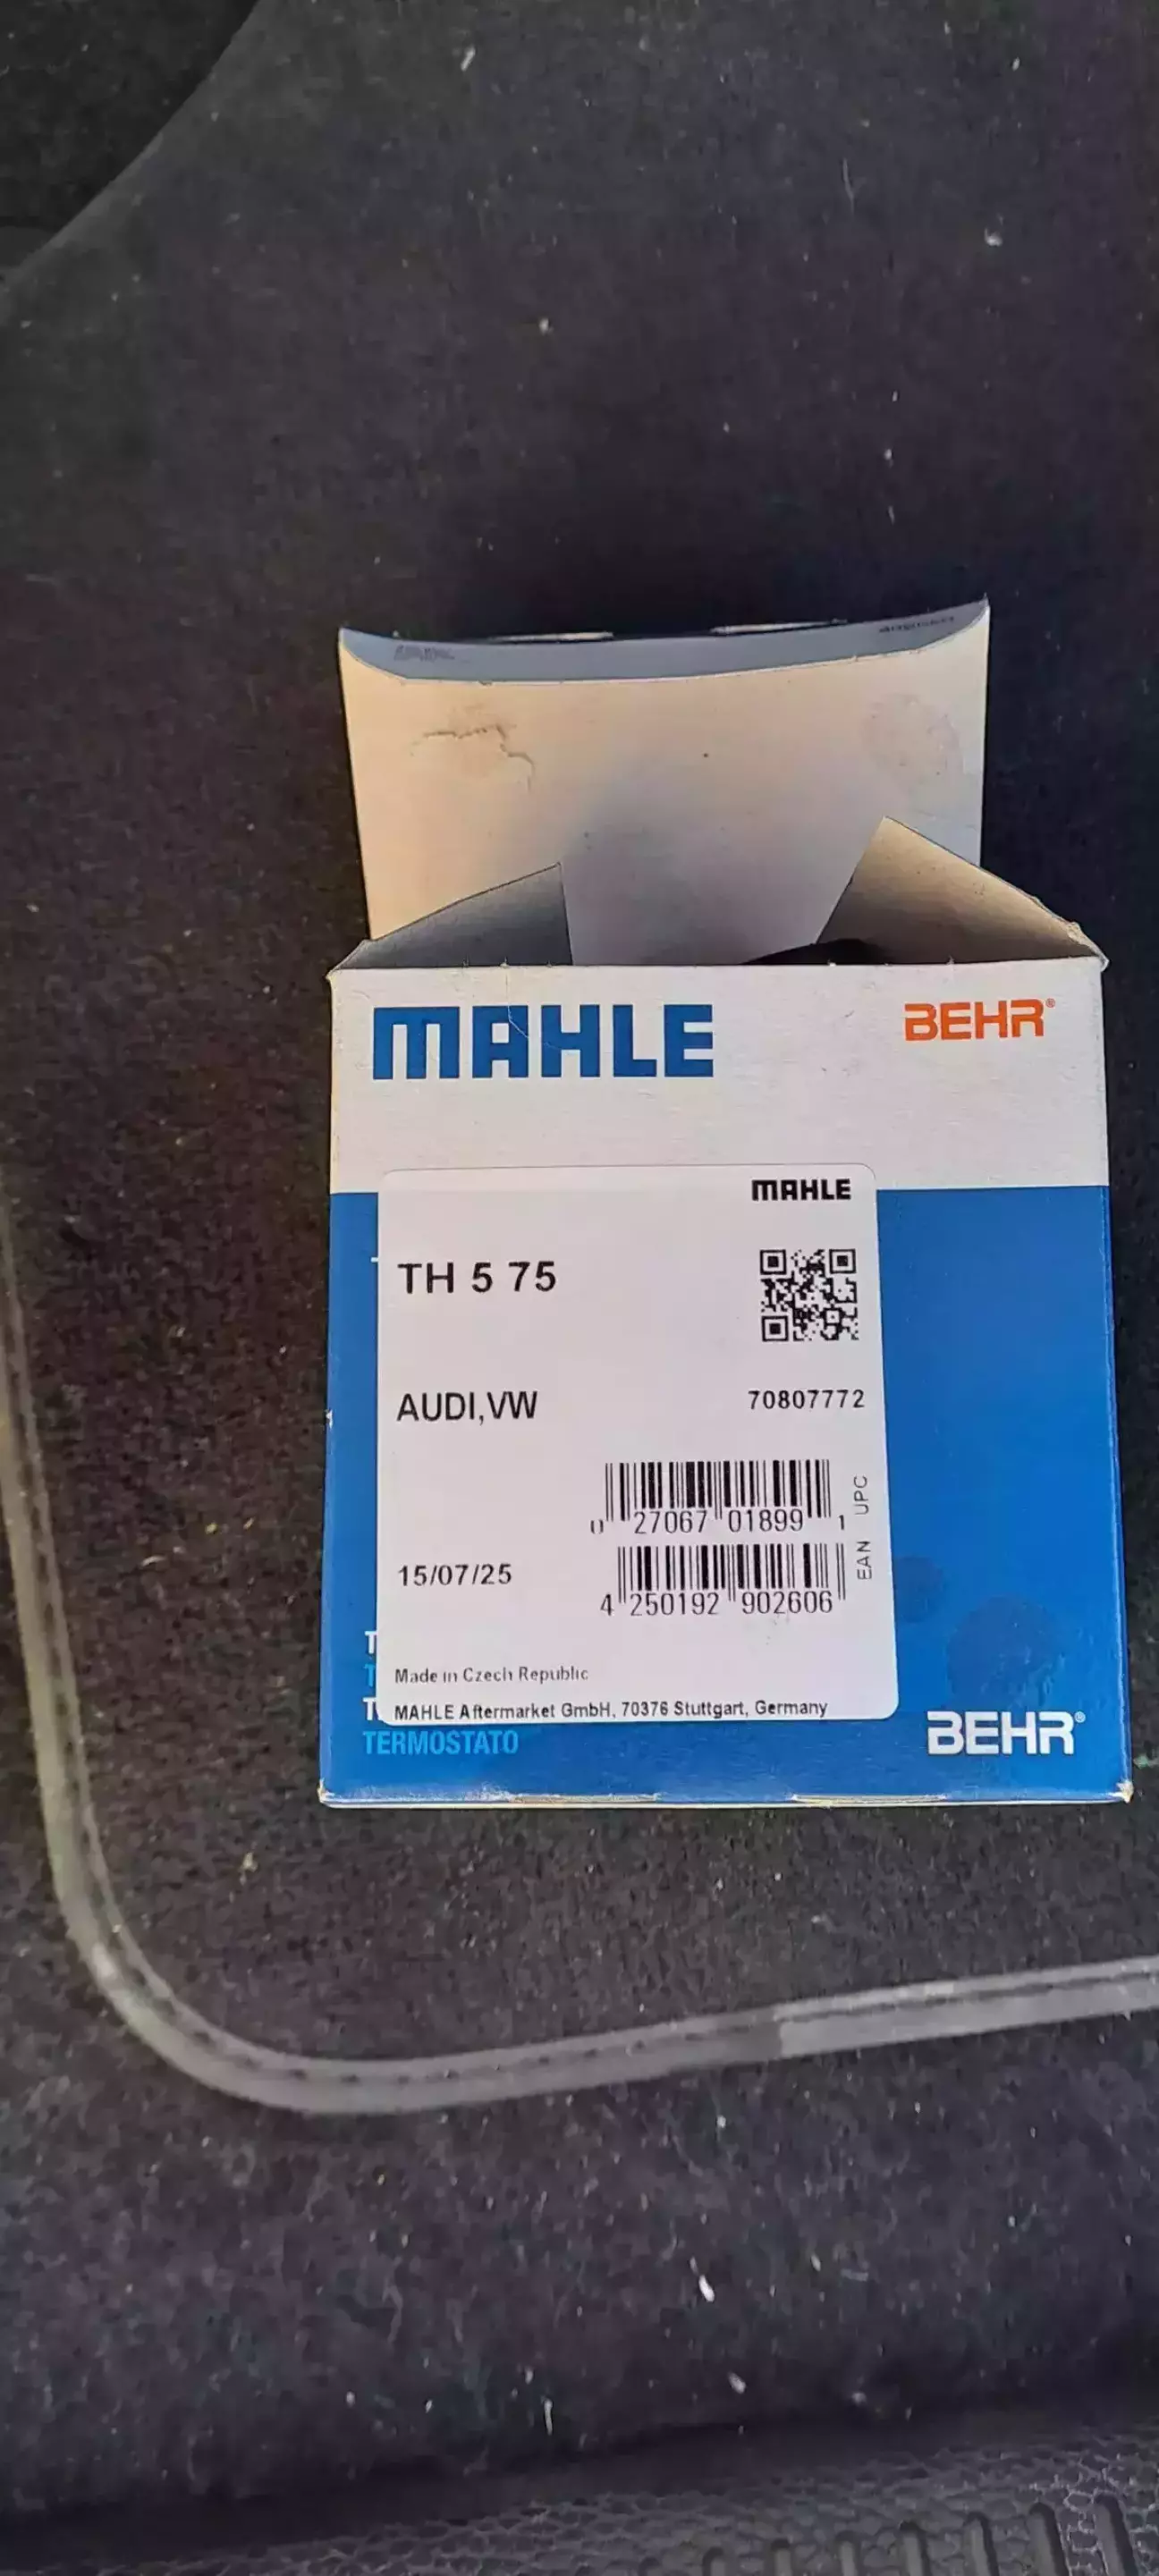 MAHLE
BEHR®
MAHLE
TH 5 75
AUDI,VW
70807772
0 27067 01899 1
UPC
EAN
15/07/25
4 250192 902606
T
T
T
Made in Czech Republic
MAHLE Aftermarket GmbH, 70376 Stuttgart, Germany
TERMOSTATO
BEHR®